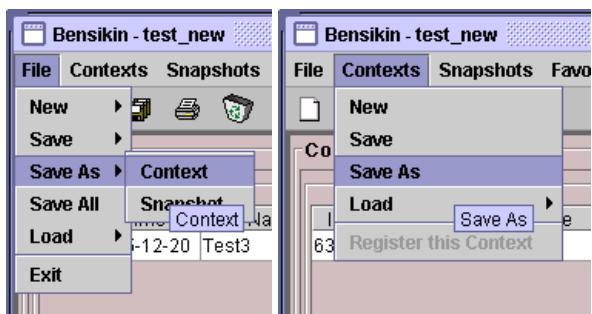 Bensikin - test_new
File Contexts Snapshots
New
Save
Save As Context
Save All Snapshot
Context
Load
5-12-20 Test3
Exit
Bensikin - test_new
File Contexts Snapshots Favo
New
Co Save
Save As
Load
Save As
63 Register this Context